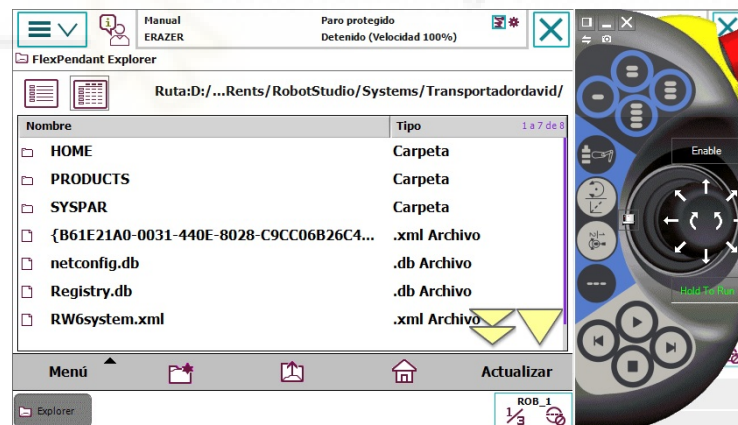 Manual
ERAZER
Paro protegido
Detenido (Velocidad 100%)
FlexPendant Explorer
Ruta:D:/...Rents/RobotStudio/Systems/Transportadordavid/
Nombre Tipo 1 a 7 de 8
HOME Carpeta
PRODUCTS Carpeta
SYSPAR Carpeta
{B61E21A0-0031-440E-8028-C9CC06B26C4... .xml Archivo
netconfig.db .db Archivo
Registry.db .db Archivo
RW6system.xml .xml Archivo
Menú Actualizar
Explorer
ROB_1
1/3
Enable
Hold To Run